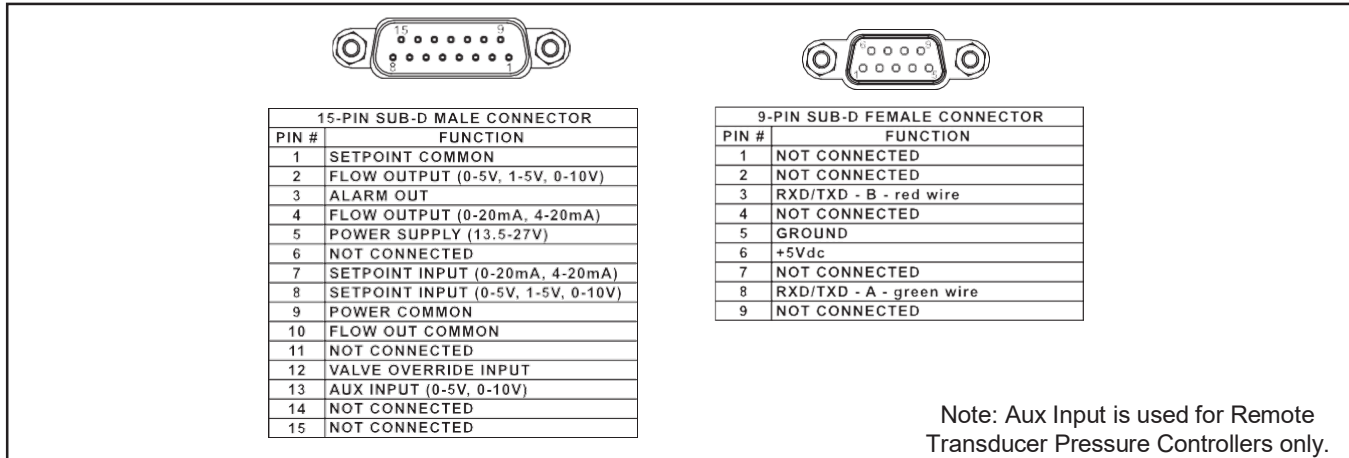 15 9
8 1
15-PIN SUB-D MALE CONNECTOR
PIN # FUNCTION
1 SETPOINT COMMON
2 FLOW OUTPUT (0-5V, 1-5V, 0-10V)
3 ALARM OUT
4 FLOW OUTPUT (0-20mA, 4-20mA)
5 POWER SUPPLY (13.5-27V)
6 NOT CONNECTED
7 SETPOINT INPUT (0-20mA, 4-20mA)
8 SETPOINT INPUT (0-5V, 1-5V, 0-10V)
9 POWER COMMON
10 FLOW OUT COMMON
11 NOT CONNECTED
12 VALVE OVERRIDE INPUT
13 AUX INPUT (0-5V, 0-10V)
14 NOT CONNECTED
15 NOT CONNECTED
6 9
1 5
9-PIN SUB-D FEMALE CONNECTOR
PIN # FUNCTION
1 NOT CONNECTED
2 NOT CONNECTED
3 RXD/TXD - B - red wire
4 NOT CONNECTED
5 GROUND
6 +5Vdc
7 NOT CONNECTED
8 RXD/TXD - A - green wire
9 NOT CONNECTED
Note: Aux Input is used for Remote
Transducer Pressure Controllers only.